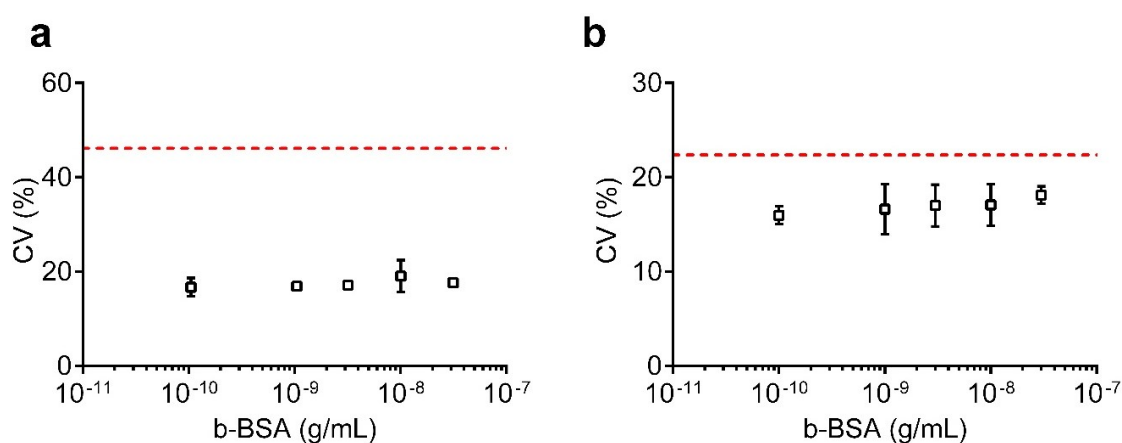 a
60
40
20
0
CV (%)
10⁻¹¹ 10⁻¹⁰ 10⁻⁹ 10⁻⁸ 10⁻⁷
b-BSA (g/mL)
b
30
20
10
0
CV (%)
10⁻¹¹ 10⁻¹⁰ 10⁻⁹ 10⁻⁸ 10⁻⁷
b-BSA (g/mL)